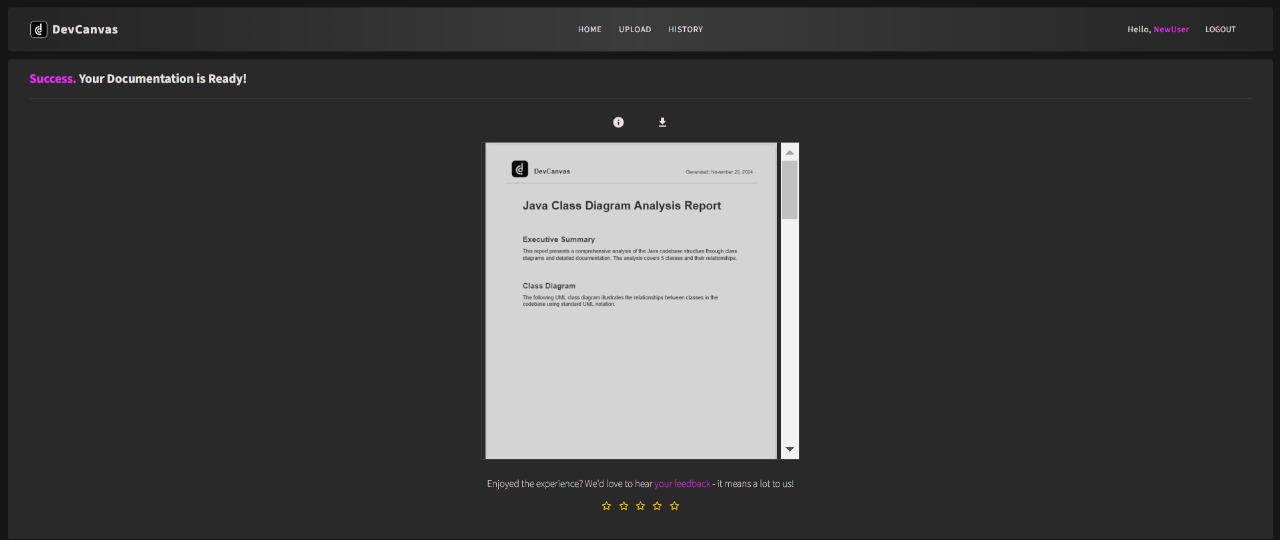 DevCanvas
HOME UPLOAD HISTORY
Hello, NewUser LOGOUT
Success. Your Documentation is Ready!
DevCanvas
Generated: November 20, 2024
Java Class Diagram Analysis Report
Executive Summary
This report presents a comprehensive analysis of the Java codebase structure through class
diagrams and detailed documentation. The analysis covers 5 classes and their relationships.
Class Diagram
The following UML class diagram illustrates the relationships between classes in the
codebase using standard UML notation.
Enjoyed the experience? We'd love to hear your feedback - it means a lot to us!